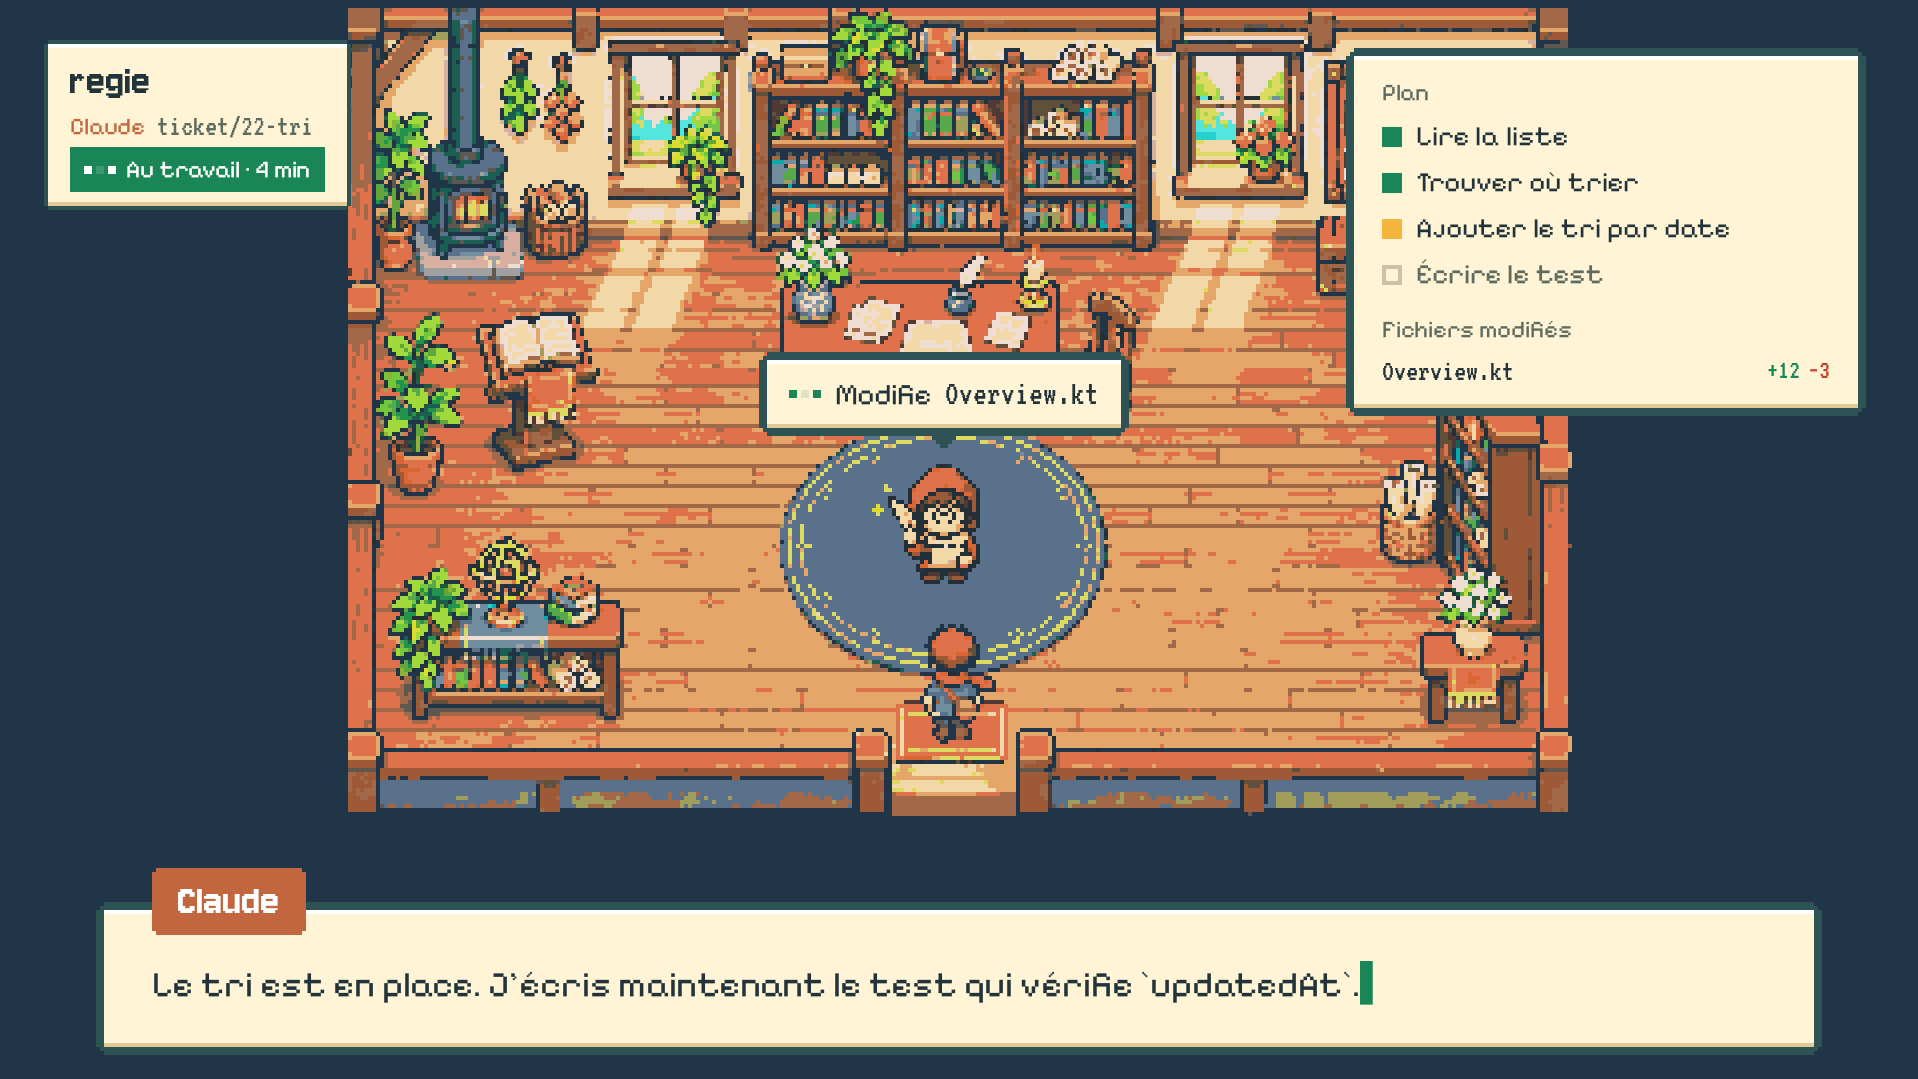 regie
Claude ticket/22-tri
Au travail · 4 min
Plan
Lire la liste
Trouver où trier
Ajouter le tri par date
Écrire le test
Fichiers modifiés
Overview.kt +12 -3
Modifie Overview.kt
Claude
Le tri est en place. J'écris maintenant le test qui vérifie `updatedAt`.